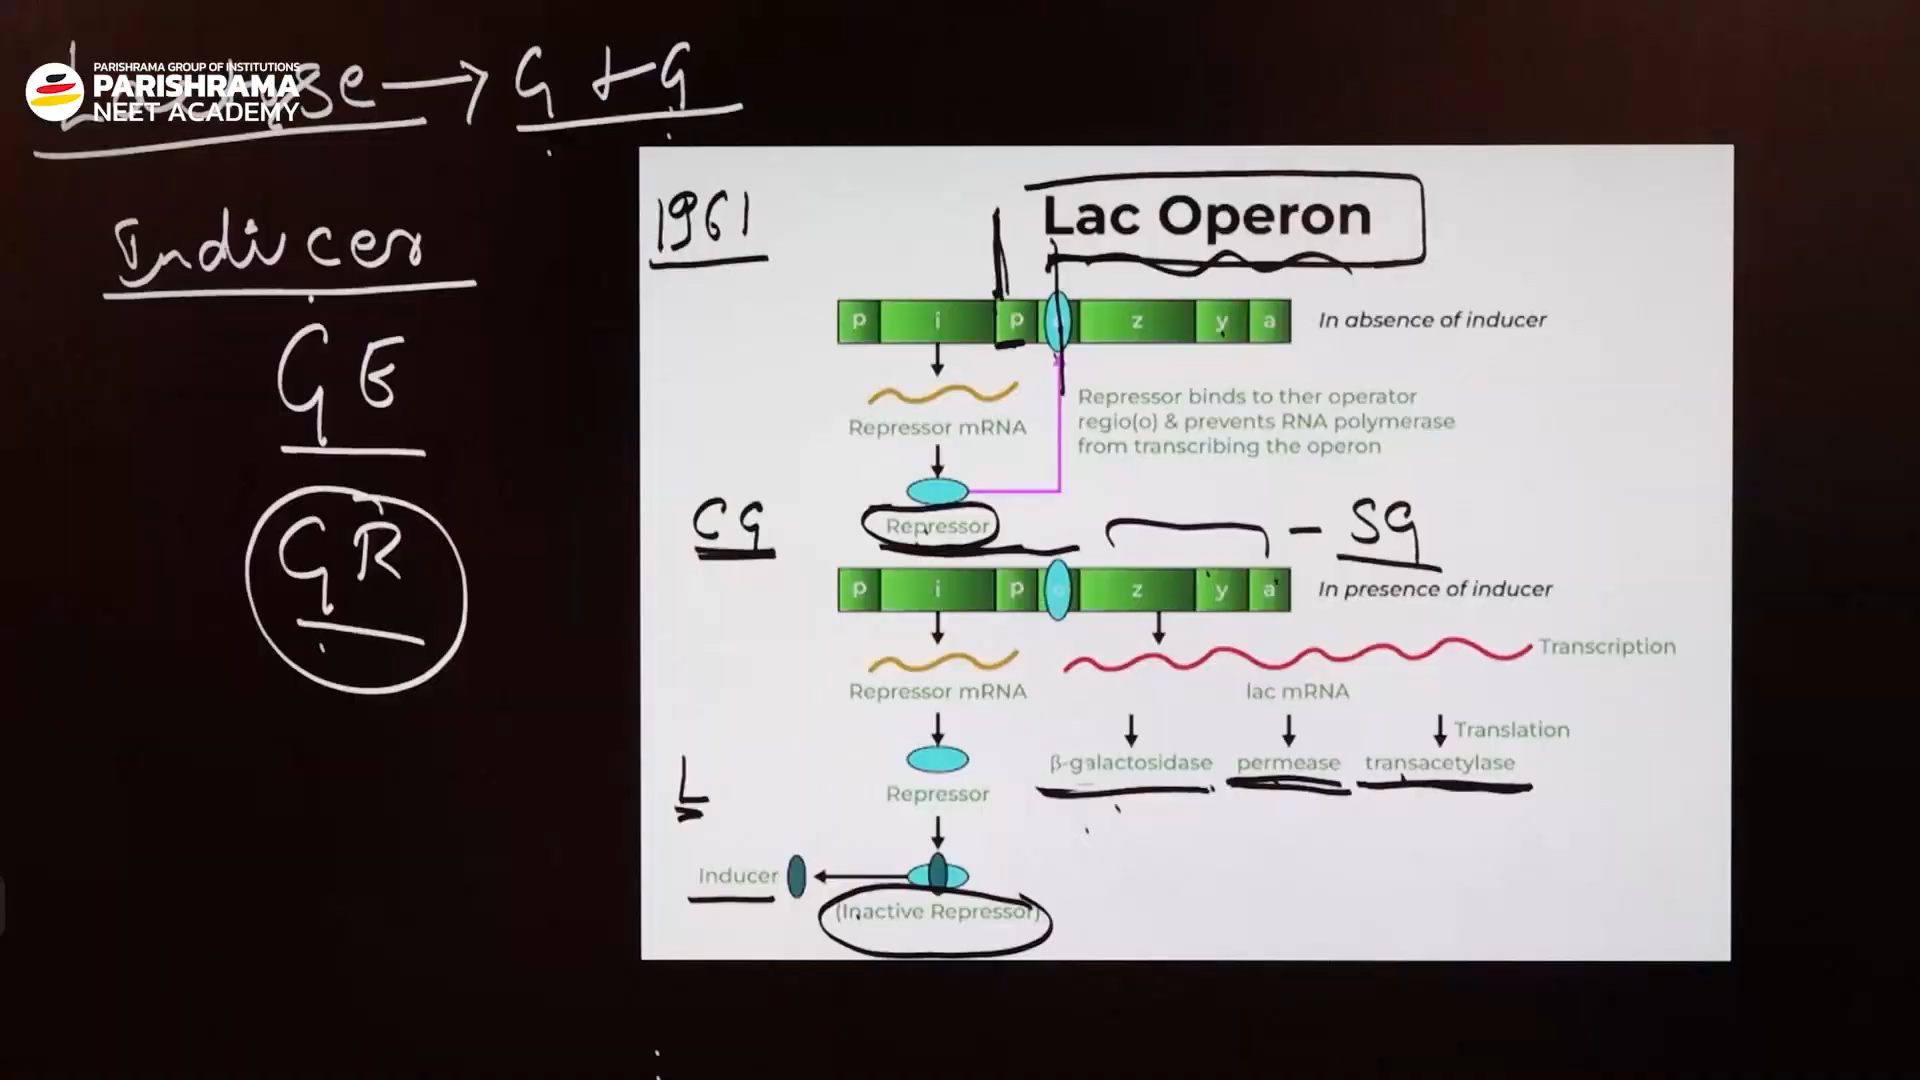 PARISHRAMA GROUP OF INSTITUTIONS
PARISHRAMA
NEET ACADEMY
Lactose → G + G
Inducer
GE
GR
1961
Lac Operon
p i p o z y a In absence of inducer
Repressor mRNA
Repressor binds to ther operator
regio(o) & prevents RNA polymerase
from transcribing the operon
Repressor
CG
SG
p i p o z y a In presence of inducer
Transcription
Repressor mRNA
lac mRNA
Translation
β-galactosidase permease transacetylase
L
Repressor
Inducer
(Inactive Repressor)